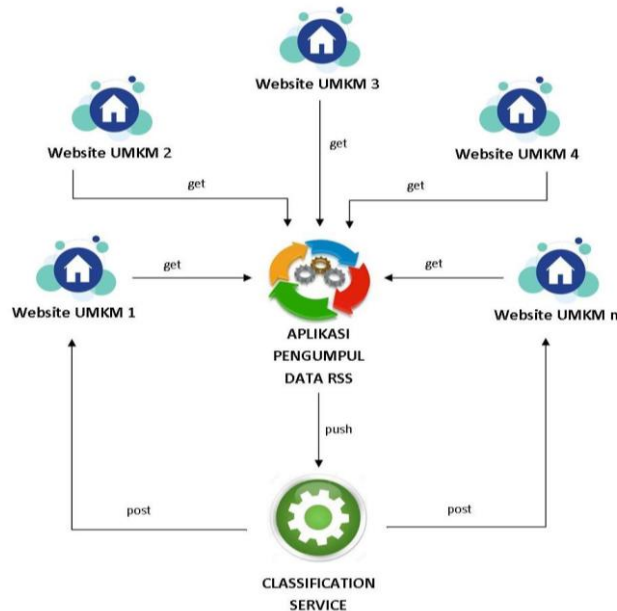 Website UMKM 3
Website UMKM 2
Website UMKM 4
get
get
get
Website UMKM 1
get
get
Website UMKM n
APLIKASI
PENGUMPUL
DATA RSS
push
post
post
CLASSIFICATION
SERVICE